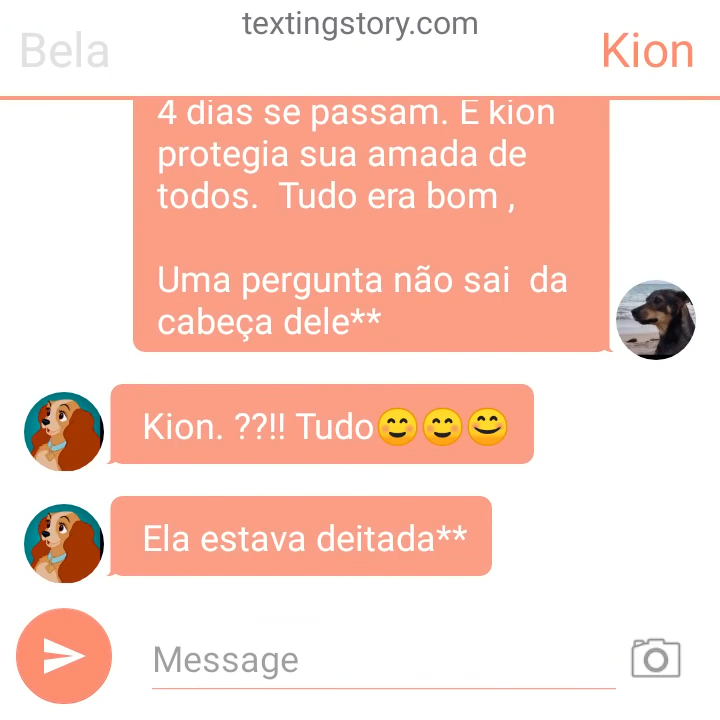 textingstory.com
Bela
Kion
4 dias se passam. E kion
protegia sua amada de
todos.  Tudo era bom ,
Uma pergunta não sai  da
cabeça dele**
Kion. ??!! Tudo😊😊😊
Ela estava deitada**
Message